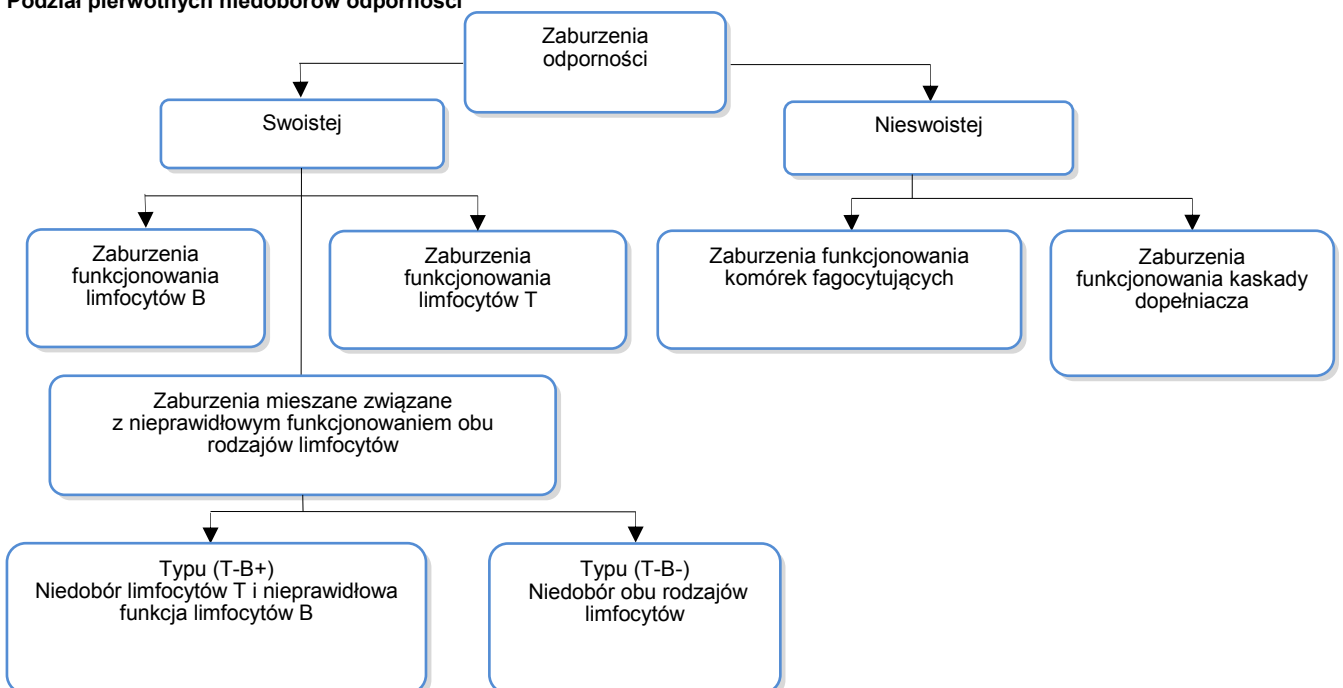 Podział pierwotnych niedoborów odporności
Zaburzenia
odporności
Swoistej
Nieswoistej
Zaburzenia
funkcjonowania
limfocytów B
Zaburzenia
funkcjonowania
limfocytów T
Zaburzenia funkcjonowania
komórek fagocytujących
Zaburzenia
funkcjonowania kaskady
dopełniacza
Zaburzenia mieszane związane
z nieprawidłowym funkcjonowaniem obu
rodzajów limfocytów
Typu (T-B+)
Niedobór limfocytów T i nieprawidłowa
funkcja limfocytów B
Typu (T-B-)
Niedobór obu rodzajów
limfocytów